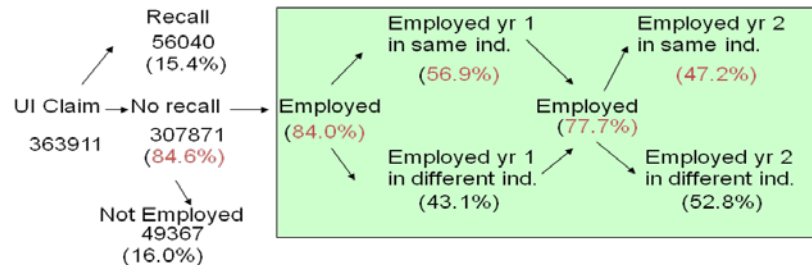 Recall
56040
(15.4%)
UI Claim
363911
No recall
307871
(84.6%)
Not Employed
49367
(16.0%)
Employed
(84.0%)
Employed yr 1
in same ind.
(56.9%)
Employed yr 1
in different ind.
(43.1%)
Employed
(77.7%)
Employed yr 2
in same ind.
(47.2%)
Employed yr 2
in different ind.
(52.8%)